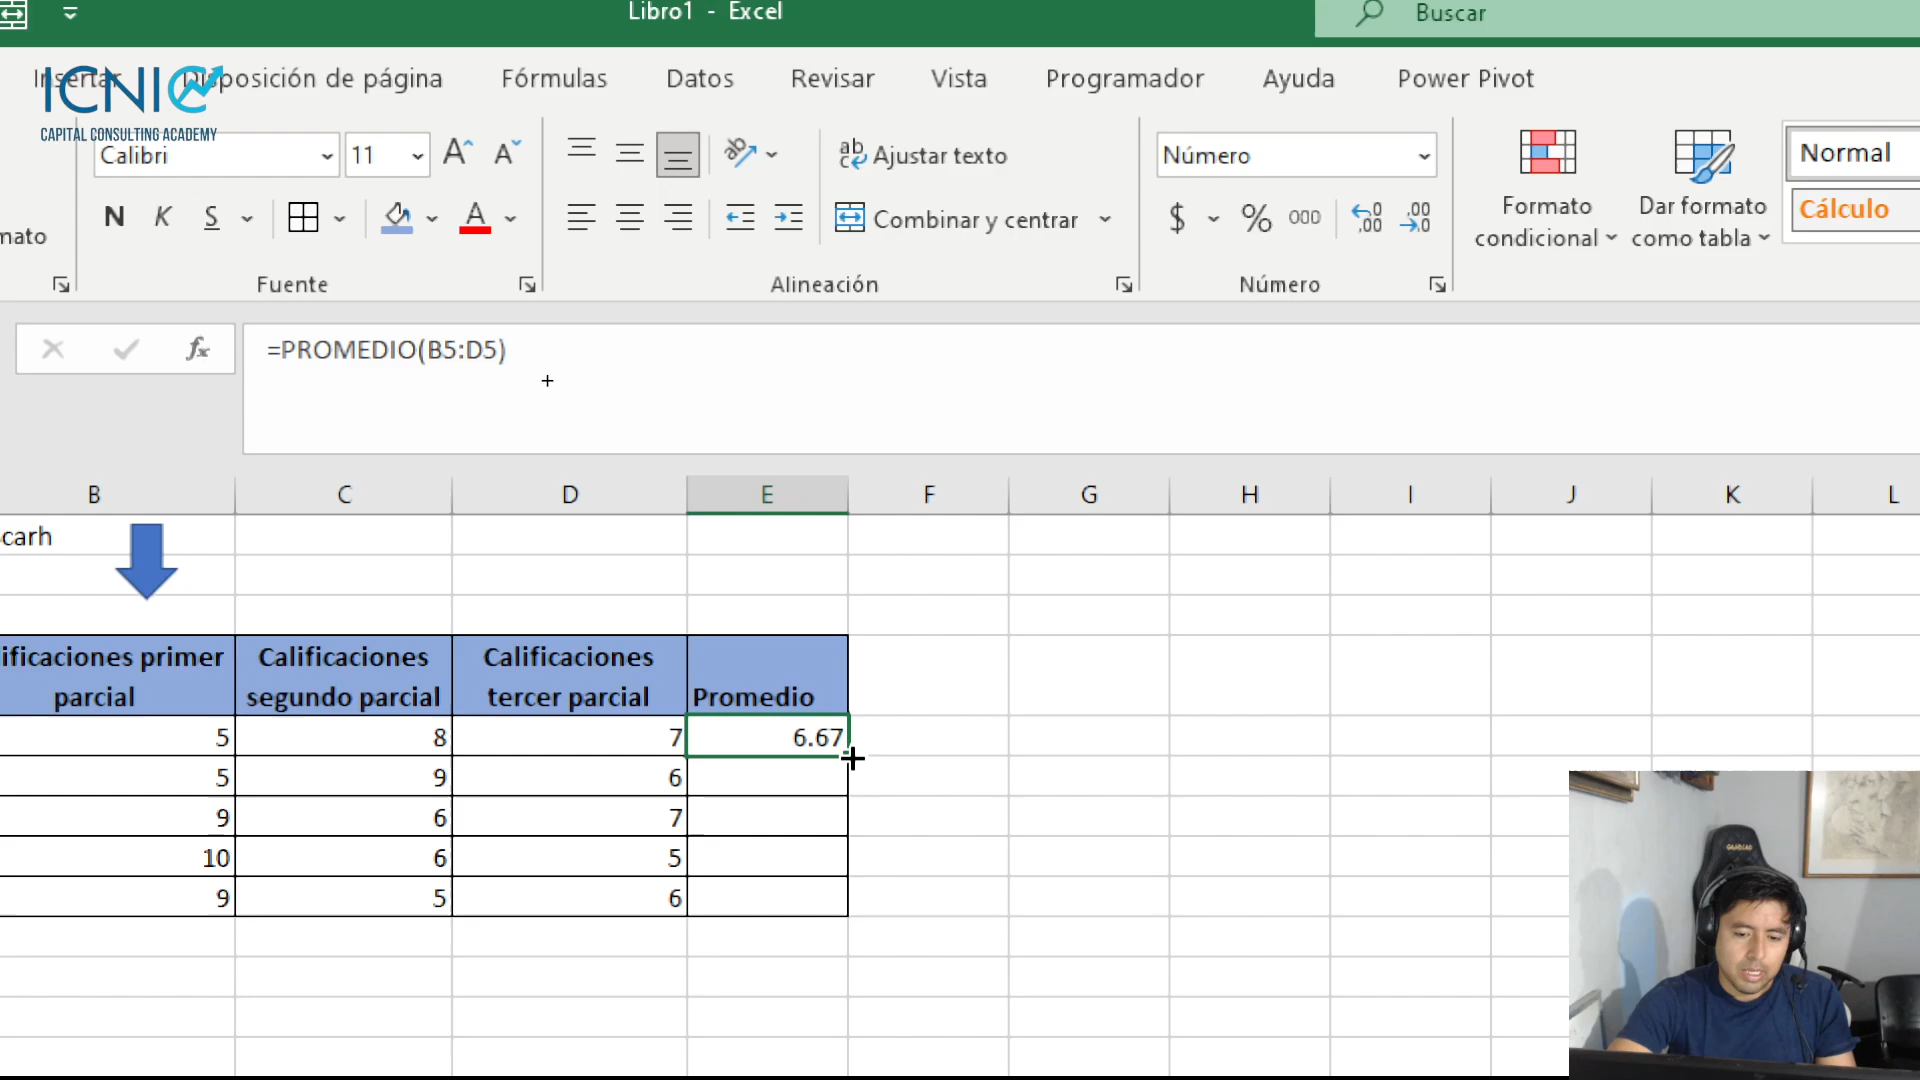 Libro1 - Excel
Buscar
Insertar
Disposición de página
Fórmulas
Datos
Revisar
Vista
Programador
Ayuda
Power Pivot
ICNIC
CAPITAL CONSULTING ACADEMY
Calibri
11
A^
Aˇ
ab
Ajustar texto
Número
Normal
N K S
A
Combinar y centrar
$ % 000
Formato
condicional
Dar formato
como tabla
Cálculo
mato
Fuente
Alineación
Número
fx
=PROMEDIO(B5:D5)
B C D E F G H I J K L
carh
ificaciones primer
parcial
Calificaciones
segundo parcial
Calificaciones
tercer parcial
Promedio
5 8 7 6.67
5 9 6
9 6 7
10 6 5
9 5 6